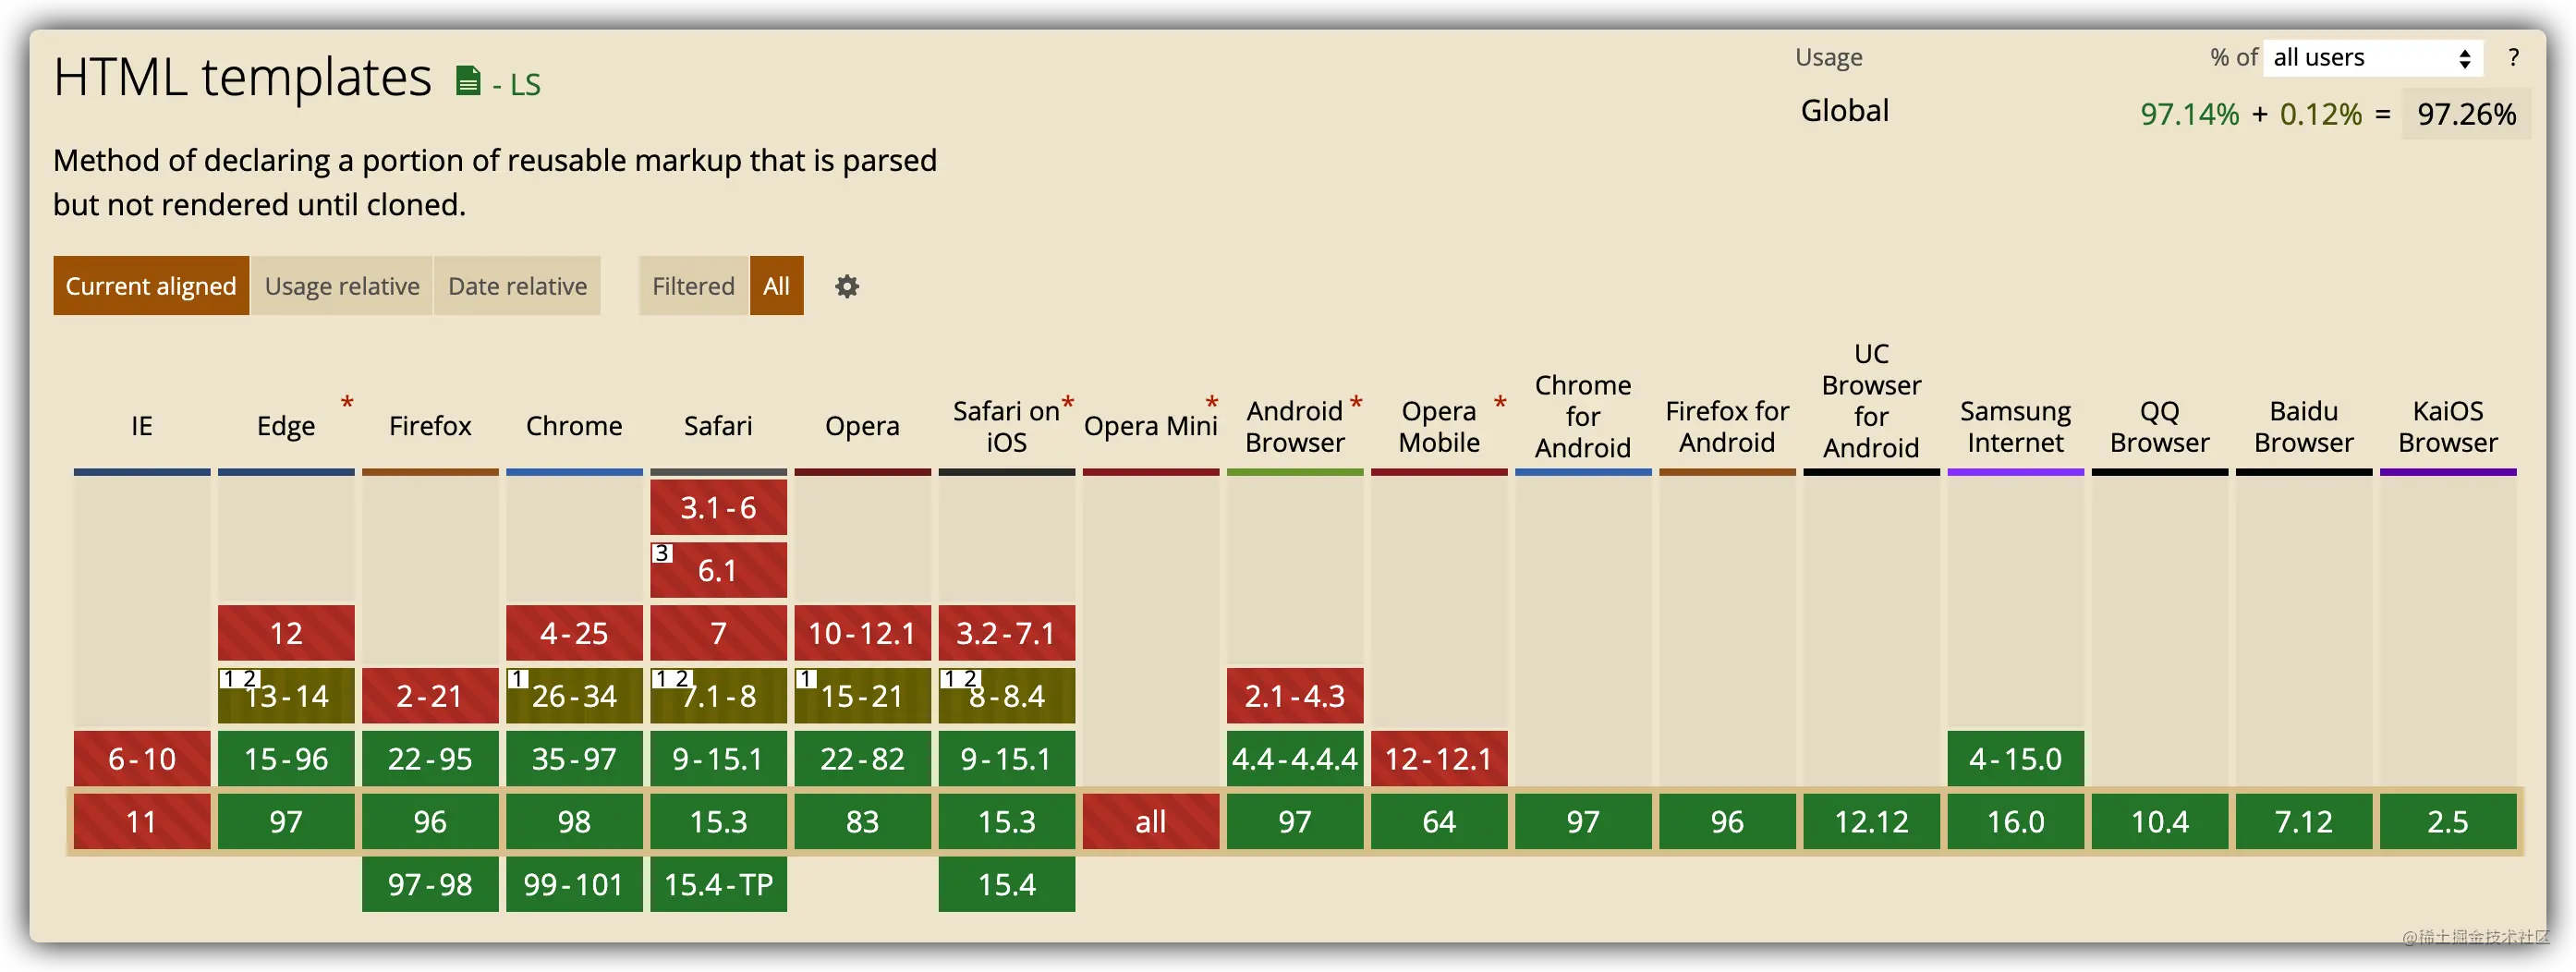 HTML templates - LS
Usage % of all users ?
Global 97.14% + 0.12% = 97.26%
Method of declaring a portion of reusable markup that is parsed
but not rendered until cloned.
Current aligned Usage relative Date relative Filtered All
IE Edge * Firefox Chrome Safari Opera Safari on iOS * Opera Mini * Android Browser * Opera Mobile * Chrome for Android Firefox for Android UC Browser for Android Samsung Internet QQ Browser Baidu Browser KaiOS Browser
3.1-6
3 6.1
12 4-25 7 10-12.1 3.2-7.1
1 2 13-14 2-21 1 26-34 1 2 7.1-8 1 15-21 1 2 8-8.4 2.1-4.3
6-10 15-96 22-95 35-97 9-15.1 22-82 9-15.1 4.4-4.4.4 12-12.1 4-15.0
11 97 96 98 15.3 83 15.3 all 97 64 97 96 12.12 16.0 10.4 7.12 2.5
97-98 99-101 15.4-TP 15.4
@稀土掘金技术社区